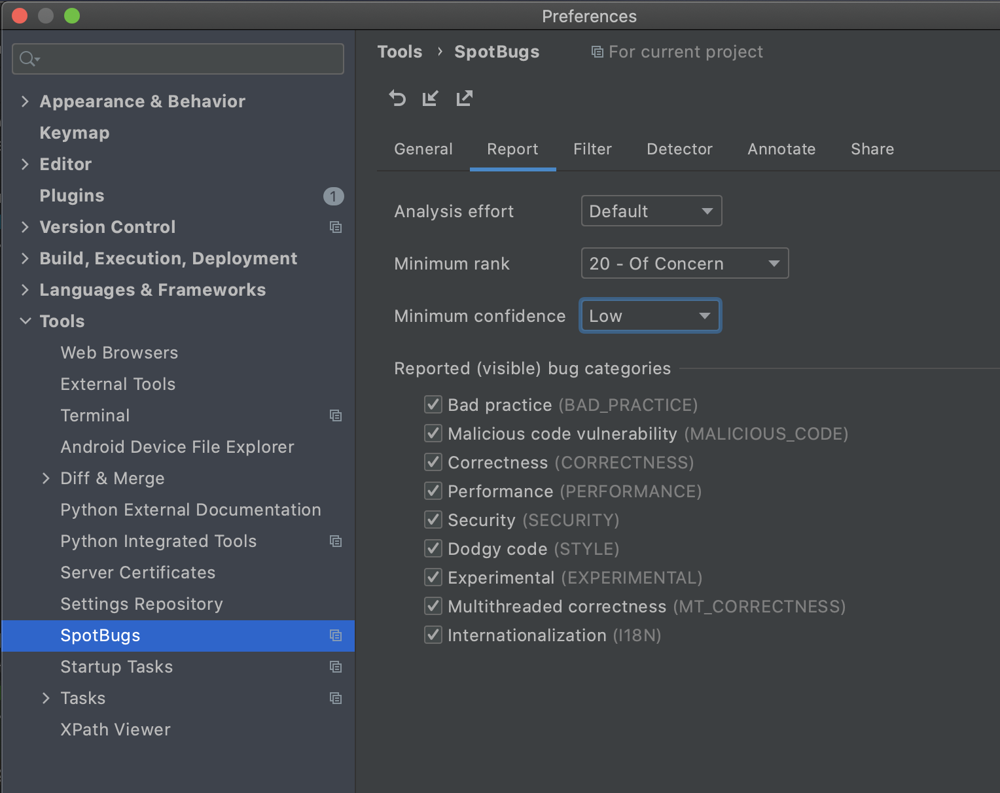 Preferences
Appearance & Behavior
Keymap
Editor
Plugins 1
Version Control
Build, Execution, Deployment
Languages & Frameworks
Tools
Web Browsers
External Tools
Terminal
Android Device File Explorer
Diff & Merge
Python External Documentation
Python Integrated Tools
Server Certificates
Settings Repository
SpotBugs
Startup Tasks
Tasks
XPath Viewer
Tools › SpotBugs For current project
General Report Filter Detector Annotate Share
Analysis effort Default
Minimum rank 20 - Of Concern
Minimum confidence Low
Reported (visible) bug categories
Bad practice (BAD_PRACTICE)
Malicious code vulnerability (MALICIOUS_CODE)
Correctness (CORRECTNESS)
Performance (PERFORMANCE)
Security (SECURITY)
Dodgy code (STYLE)
Experimental (EXPERIMENTAL)
Multithreaded correctness (MT_CORRECTNESS)
Internationalization (I18N)